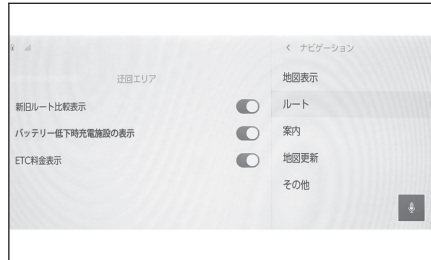 迂回エリア
新旧ルート比較表示
バッテリー低下時充電施設の表示
ETC料金表示
< ナビゲーション
地図表示
ルート
案内
地図更新
その他